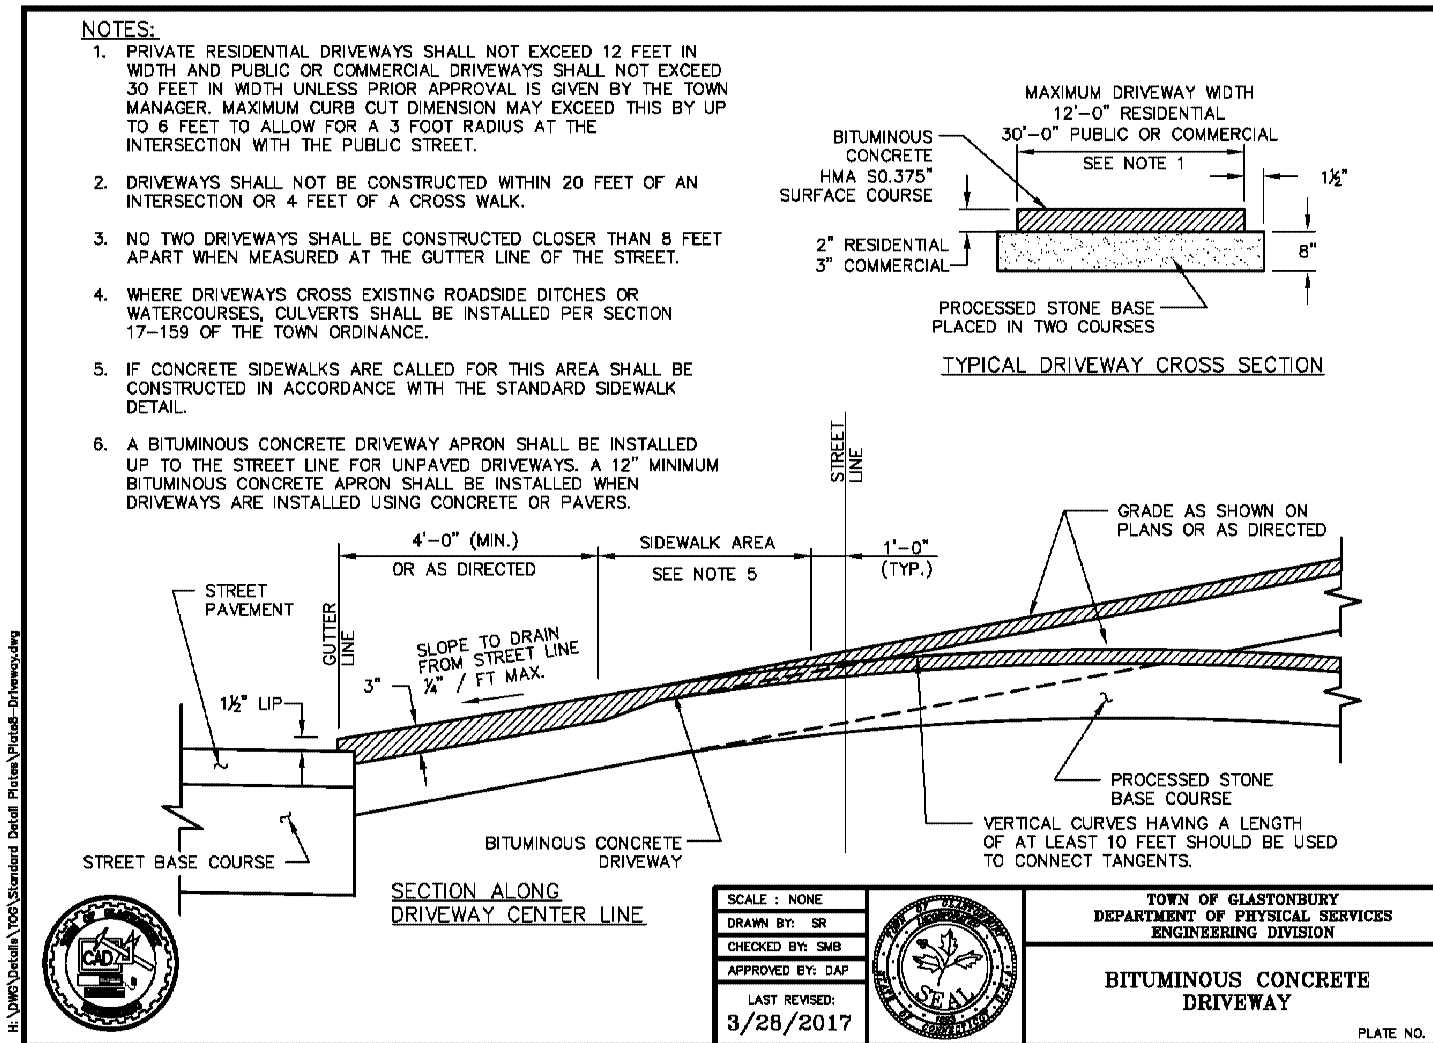 NOTES:
1. PRIVATE RESIDENTIAL DRIVEWAYS SHALL NOT EXCEED 12 FEET IN
WIDTH AND PUBLIC OR COMMERCIAL DRIVEWAYS SHALL NOT EXCEED
30 FEET IN WIDTH UNLESS PRIOR APPROVAL IS GIVEN BY THE TOWN
MANAGER. MAXIMUM CURB CUT DIMENSION MAY EXCEED THIS BY UP
TO 6 FEET TO ALLOW FOR A 3 FOOT RADIUS AT THE
INTERSECTION WITH THE PUBLIC STREET.
2. DRIVEWAYS SHALL NOT BE CONSTRUCTED WITHIN 20 FEET OF AN
INTERSECTION OR 4 FEET OF A CROSS WALK.
3. NO TWO DRIVEWAYS SHALL BE CONSTRUCTED CLOSER THAN 8 FEET
APART WHEN MEASURED AT THE GUTTER LINE OF THE STREET.
4. WHERE DRIVEWAYS CROSS EXISTING ROADSIDE DITCHES OR
WATERCOURSES, CULVERTS SHALL BE INSTALLED PER SECTION
17-159 OF THE TOWN ORDINANCE.
5. IF CONCRETE SIDEWALKS ARE CALLED FOR THIS AREA SHALL BE
CONSTRUCTED IN ACCORDANCE WITH THE STANDARD SIDEWALK
DETAIL.
6. A BITUMINOUS CONCRETE DRIVEWAY APRON SHALL BE INSTALLED
UP TO THE STREET LINE FOR UNPAVED DRIVEWAYS. A 12" MINIMUM
BITUMINOUS CONCRETE APRON SHALL BE INSTALLED WHEN
DRIVEWAYS ARE INSTALLED USING CONCRETE OR PAVERS.
MAXIMUM DRIVEWAY WIDTH
12'-0" RESIDENTIAL
30'-0" PUBLIC OR COMMERCIAL
SEE NOTE 1
BITUMINOUS
CONCRETE
HMA S0.375"
SURFACE COURSE
1½"
2" RESIDENTIAL
3" COMMERCIAL
8"
PROCESSED STONE BASE
PLACED IN TWO COURSES
TYPICAL DRIVEWAY CROSS SECTION
STREET
LINE
4'-0" (MIN.)
OR AS DIRECTED
SIDEWALK AREA
SEE NOTE 5
1'-0"
(TYP.)
GRADE AS SHOWN ON
PLANS OR AS DIRECTED
STREET
PAVEMENT
GUTTER
LINE
SLOPE TO DRAIN
FROM STREET LINE
¼" / FT MAX.
3"
1½" LIP
PROCESSED STONE
BASE COURSE
VERTICAL CURVES HAVING A LENGTH
OF AT LEAST 10 FEET SHOULD BE USED
TO CONNECT TANGENTS.
BITUMINOUS CONCRETE
DRIVEWAY
STREET BASE COURSE
SECTION ALONG
DRIVEWAY CENTER LINE
H:\DWG\Details\TOG\Standard Detail Plates\Plate8-Driveway.dwg
CAD
SCALE : NONE
DRAWN BY: SR
CHECKED BY: SMB
APPROVED BY: DAP
LAST REVISED:
3/28/2017
TOWN OF GLASTONBURY
INCORPORATED
SEAL
STATE OF CONNECTICUT U.S.A.
TOWN OF GLASTONBURY
DEPARTMENT OF PHYSICAL SERVICES
ENGINEERING DIVISION
BITUMINOUS CONCRETE
DRIVEWAY
PLATE NO.